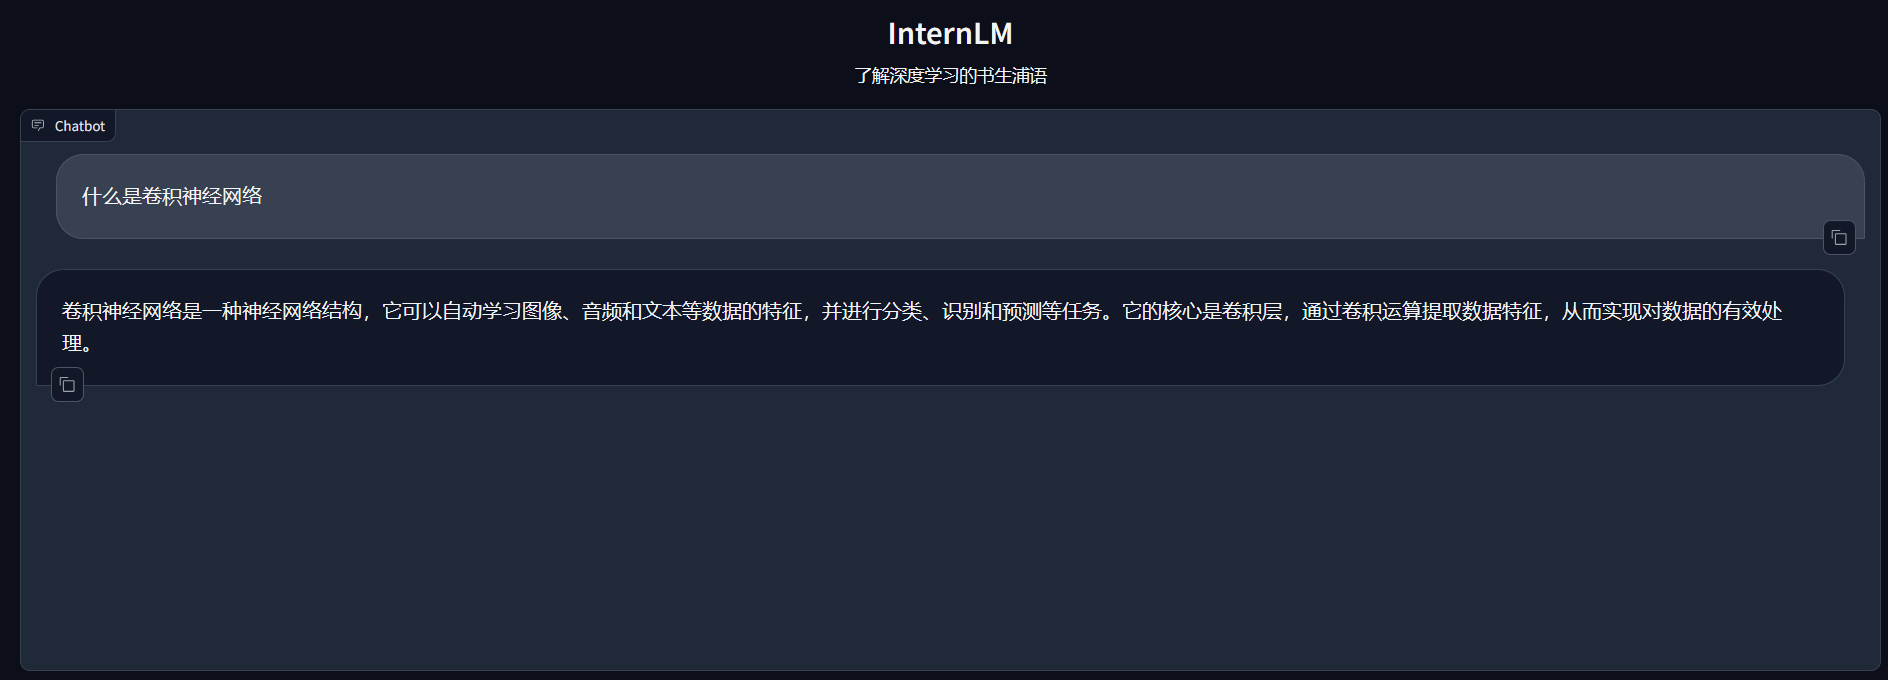 InternLM
了解深度学习的书生浦语
Chatbot
什么是卷积神经网络
卷积神经网络是一种神经网络结构，它可以自动学习图像、音频和文本等数据的特征，并进行分类、识别和预测等任务。它的核心是卷积层，通过卷积运算提取数据特征，从而实现对数据的有效处
理。